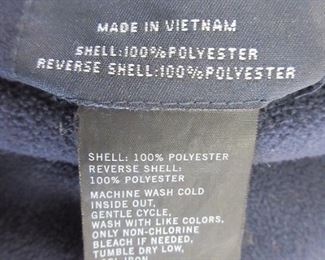 MADE IN VIETNAM
SHELL:100%POLYESTER
REVERSE SHELL:100%POLYESTER
SHELL: 100% POLYESTER
REVERSE SHELL:
100% POLYESTER
MACHINE WASH COLD
INSIDE OUT,
GENTLE CYCLE,
WASH WITH LIKE COLORS,
ONLY NON-CHLORINE
BLEACH IF NEEDED,
TUMBLE DRY LOW,
IRON